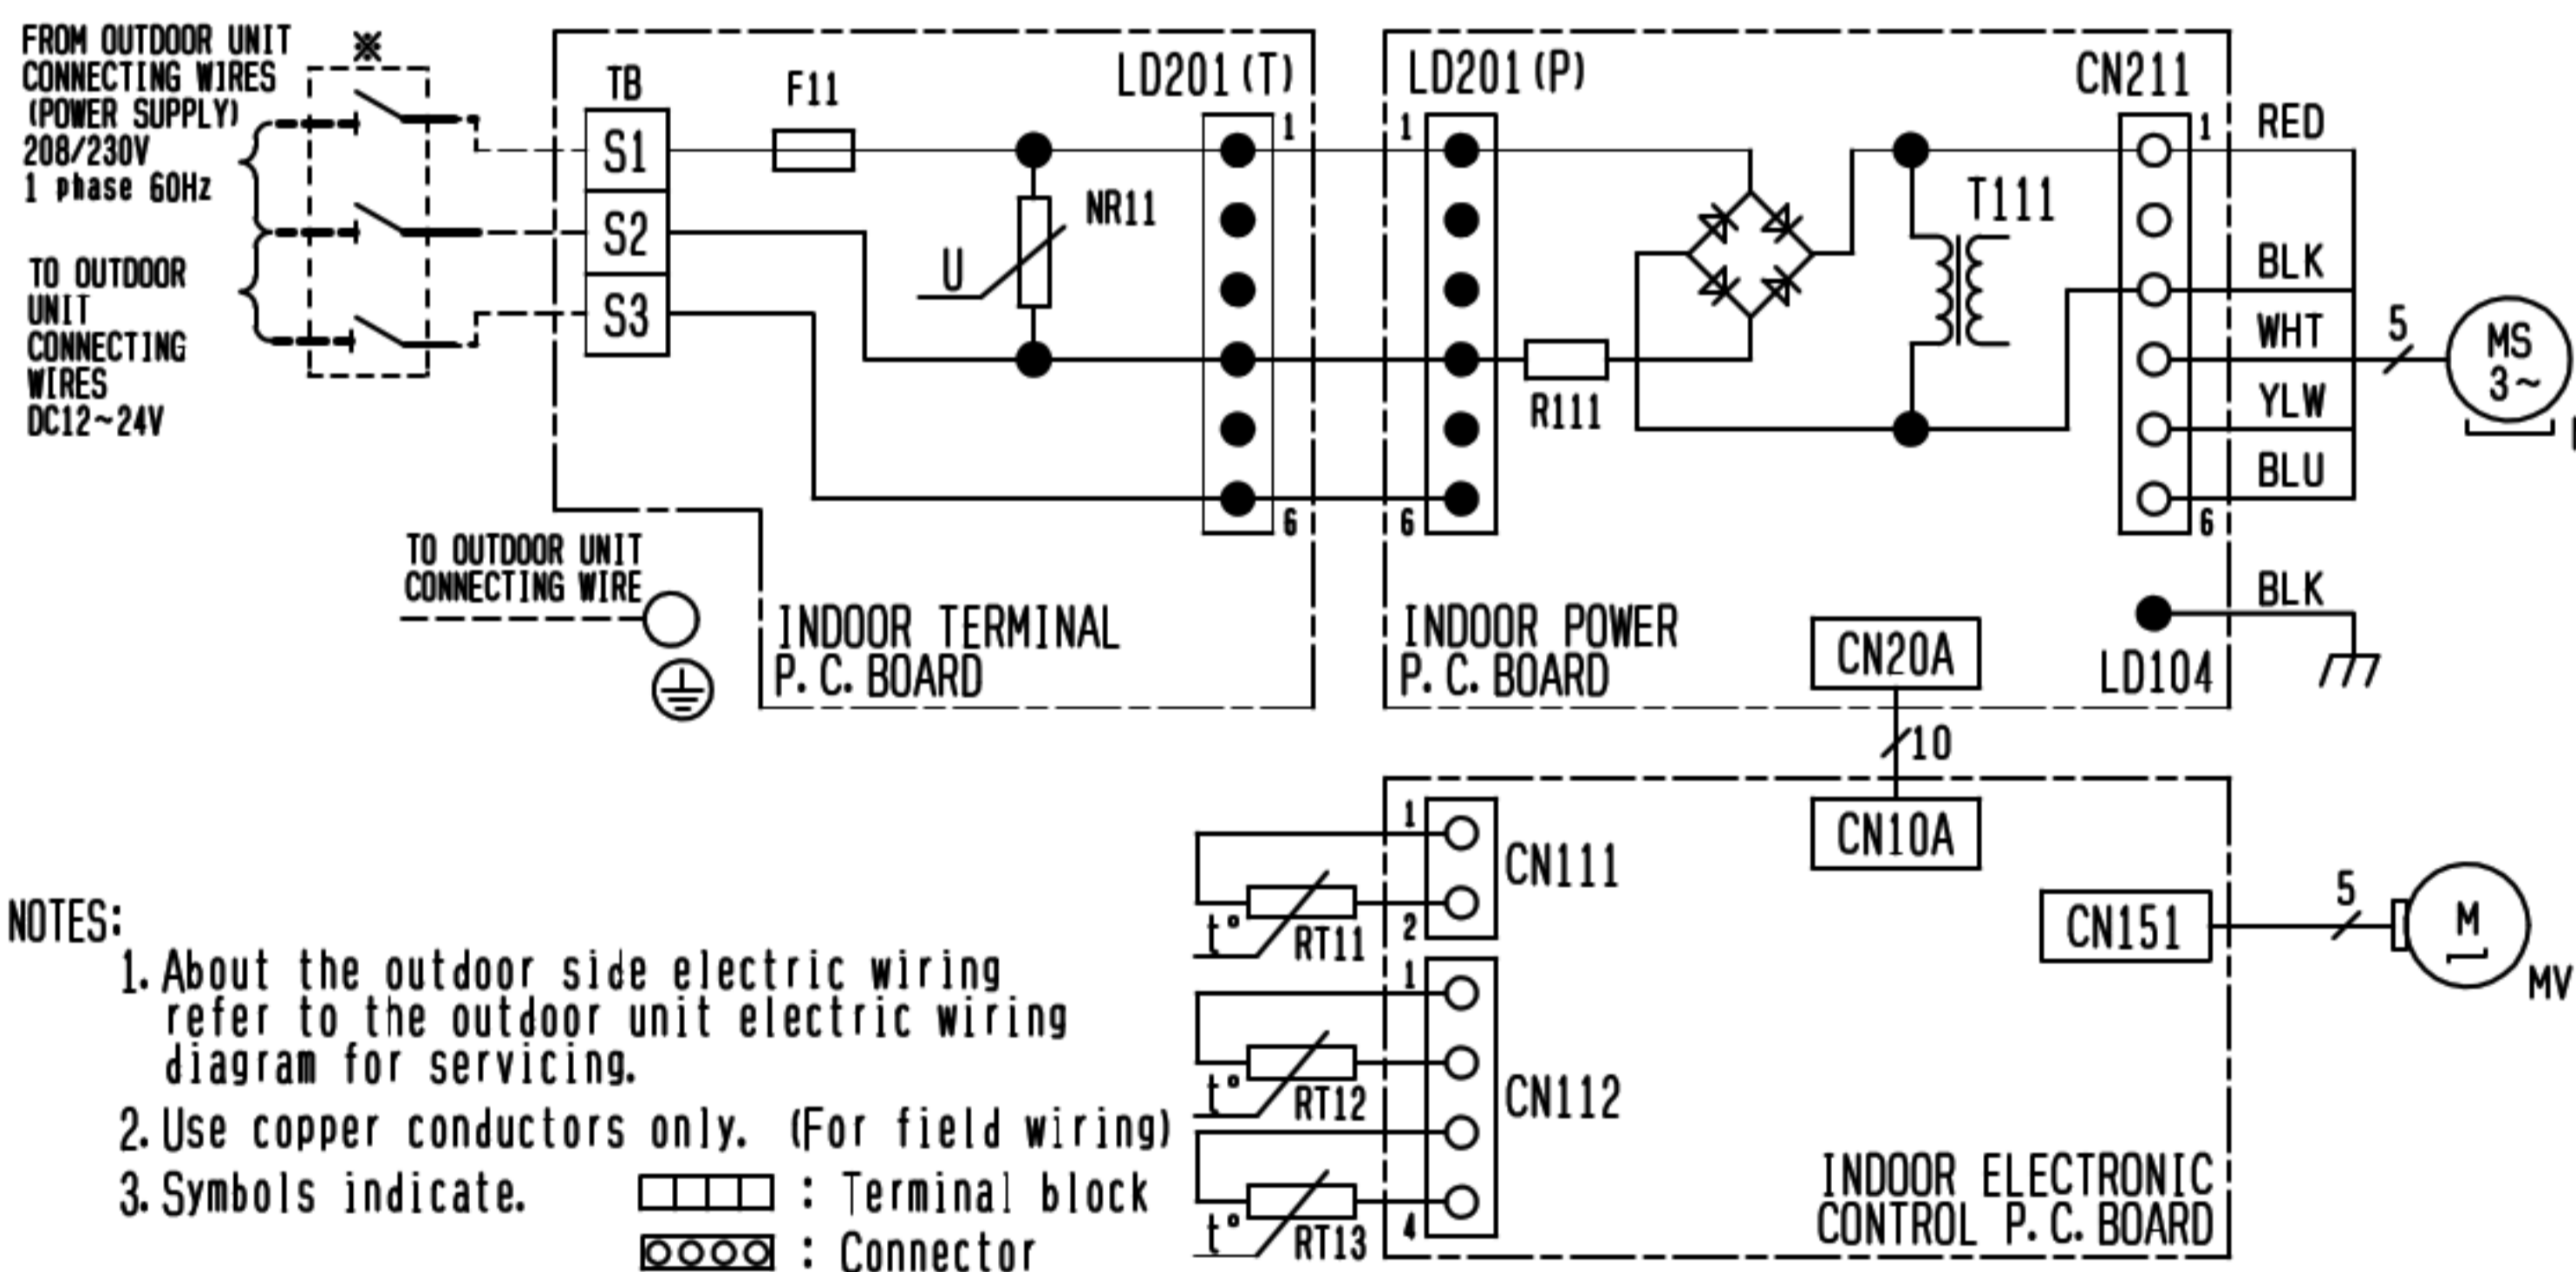 FROM OUTDOOR UNIT
CONNECTING WIRES
(POWER SUPPLY)
208/230V
1 phase 60Hz
※
TO OUTDOOR
UNIT
CONNECTING
WIRES
DC12~24V
TB
S1
S2
S3
F11
NR11
U
LD201(T)
1
6
TO OUTDOOR UNIT
CONNECTING WIRE
INDOOR TERMINAL
P. C. BOARD
LD201(P)
1
6
R111
T111
CN211
1
6
RED
BLK
WHT
YLW
BLU
5
MS
3~
INDOOR POWER
P. C. BOARD
CN20A
LD104
BLK
10
CN10A
1
2
CN111
t°
RT11
1
4
CN112
t°
RT12
t°
RT13
CN151
5
M
MV
INDOOR ELECTRONIC
CONTROL P. C. BOARD
NOTES:
1. About the outdoor side electric wiring
refer to the outdoor unit electric wiring
diagram for servicing.
2. Use copper conductors only. (For field wiring)
3. Symbols indicate.
: Terminal block
: Connector